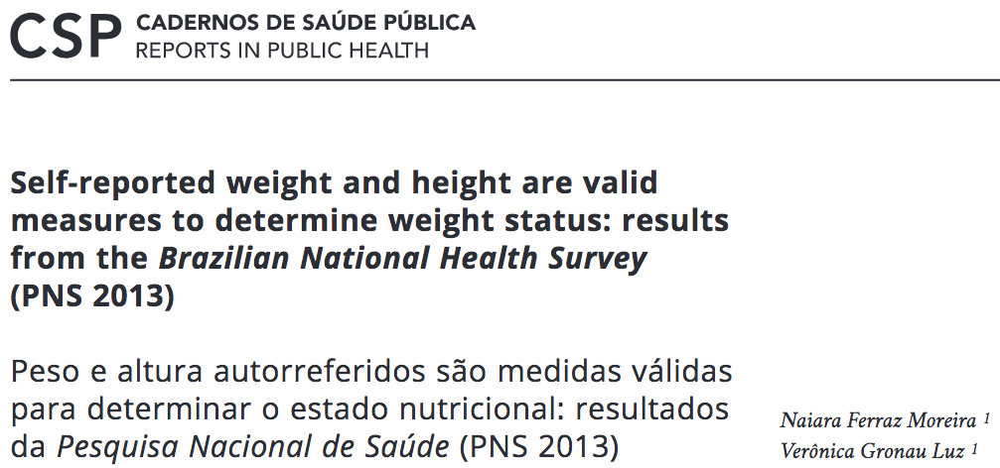 CSP CADERNOS DE SAÚDE PÚBLICA
REPORTS IN PUBLIC HEALTH
Self-reported weight and height are valid
measures to determine weight status: results
from the Brazilian National Health Survey
(PNS 2013)
Peso e altura autorreferidos são medidas válidas
para determinar o estado nutricional: resultados
da Pesquisa Nacional de Saúde (PNS 2013)
Naiara Ferraz Moreira 1
Verônica Gronau Luz 1